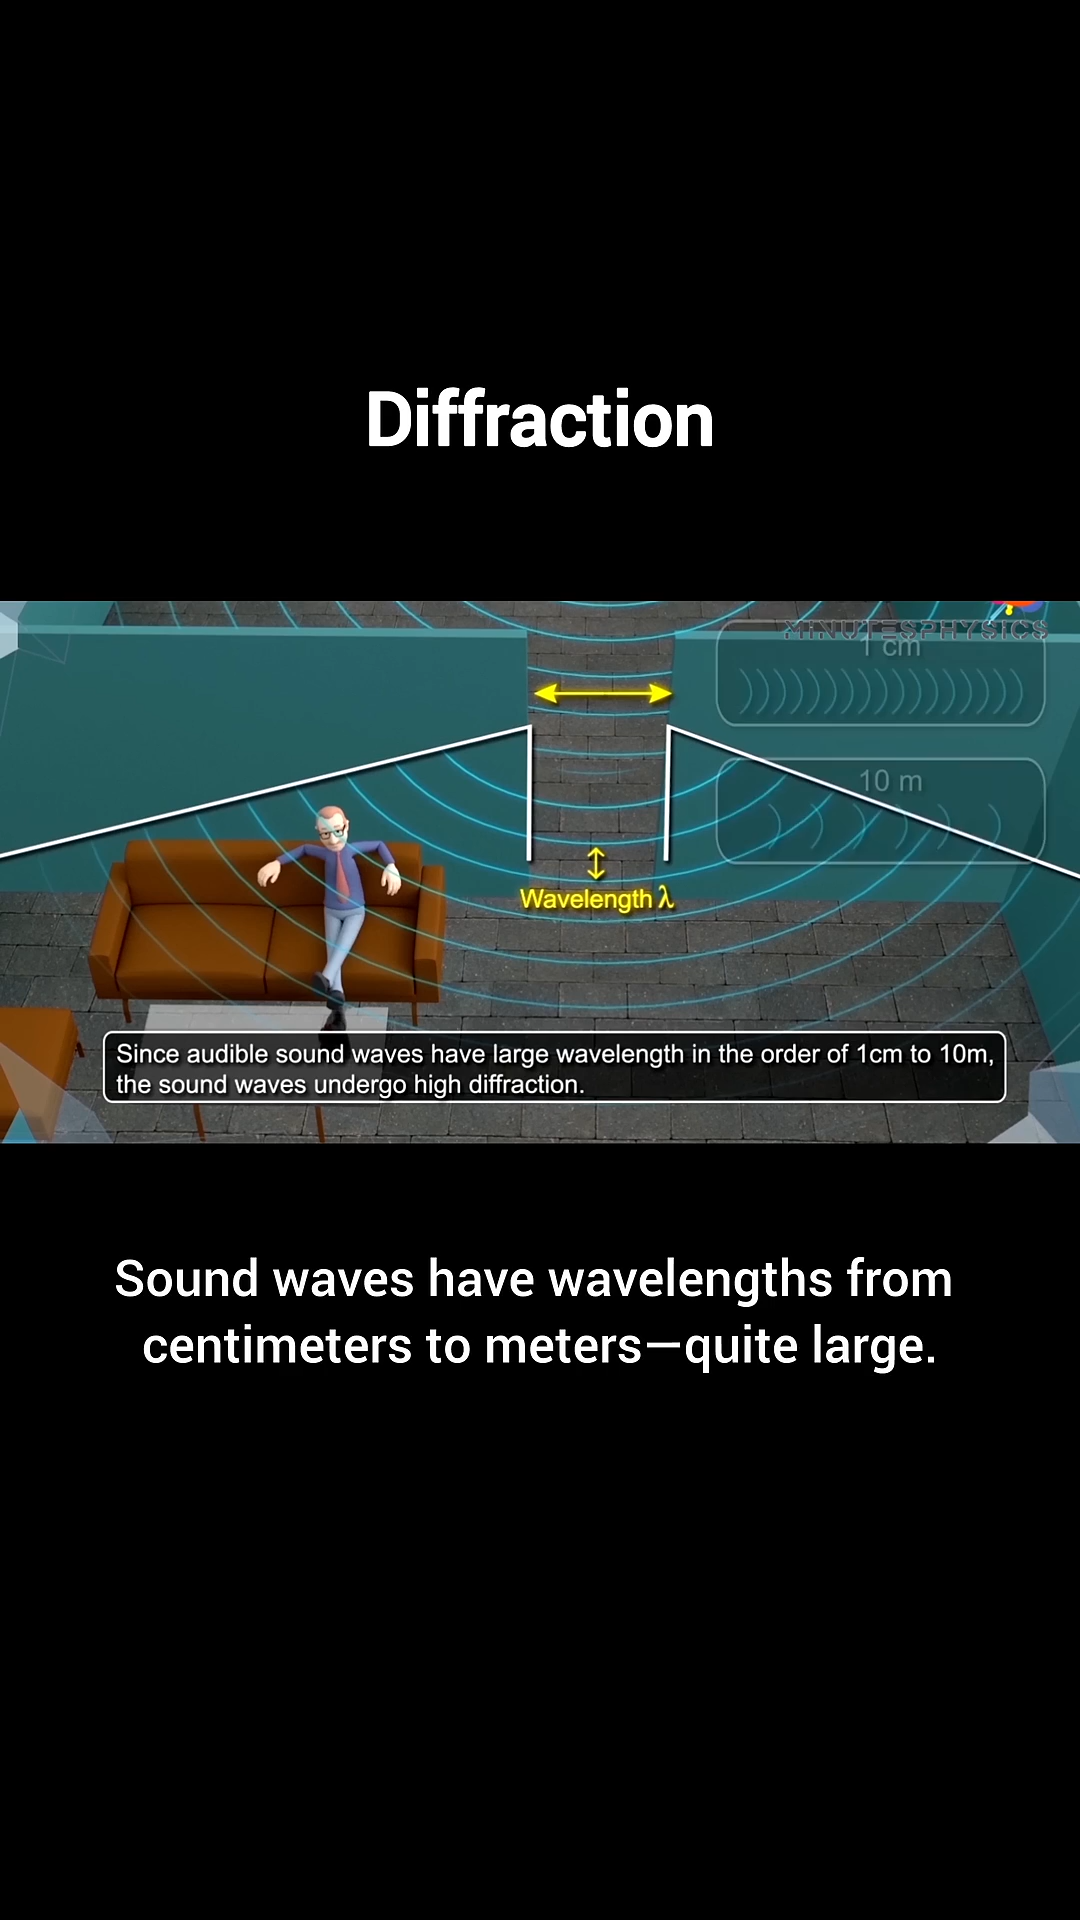 Diffraction
MINUTESPHYSICS
1 cm
10 m
Wavelength λ
Since audible sound waves have large wavelength in the order of 1cm to 10m,
the sound waves undergo high diffraction.
Sound waves have wavelengths from
centimeters to meters—quite large.